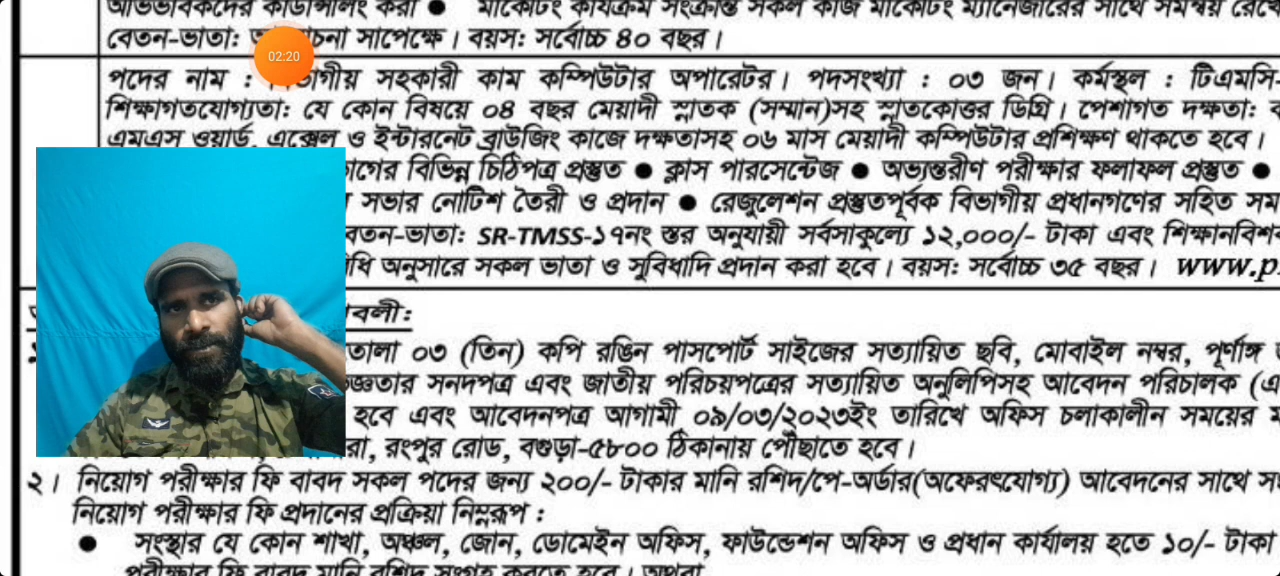 অভিভাবকদের কাউন্সিলিং করা ● মার্কেটিং কার্যক্রম সংক্রান্ত সকল কাজ মার্কেটিং ম্যানেজারের সাথে সমন্বয়
বেতন-ভাতা: সাপেক্ষে। বয়স: সর্বোচ্চ ৪০ বছর।
02:20
পদের নাম : সহকারী কাম কম্পিউটার অপারেটর। পদসংখ্যা : ০৩ জন। কর্মস্থল : টিএমসি-
শিক্ষাগতযোগ্যতা: যে কোন বিষয়ে ০৪ বছর মেয়াদী স্নাতক (সম্মান)সহ স্নাতকোত্তর ডিগ্রি। পেশাগত দক্ষতা:
এমএস ওয়ার্ড, এক্সেল ও ইন্টারনেট ব্রাউজিং কাজে দক্ষতাসহ ০৬ মাস মেয়াদী কম্পিউটার প্রশিক্ষণ থাকতে হবে।
বিভিন্ন চিঠিপত্র প্রস্তুত ● ক্লাস পারসেন্টেজ ● অভ্যন্তরীণ পরীক্ষার ফলাফল প্রস্তুত ●
সভার নোটিশ তৈরী ও প্রদান ● রেজুলেশন প্রস্তুতপূর্বক বিভাগীয় প্রধানগণের সহিত
বেতন-ভাতা: SR-TMSS-১৭নং স্তর অনুযায়ী সর্বসাকুল্যে ১২,০০০/- টাকা এবং
অনুসারে সকল ভাতা ও সুবিধাদি প্রদান করা হবে। বয়স: সর্বোচ্চ ৩৫ বছর। www.p
বলী:
০৩ (তিন) কপি রঙিন পাসপোর্ট সাইজের সত্যায়িত ছবি, মোবাইল নম্বর, পূর্ণাঙ্গ
সনদপত্র এবং জাতীয় পরিচয়পত্রের সত্যায়িত অনুলিপিসহ আবেদন পরিচালক
হবে এবং আবেদনপত্র আগামী ০৯/০৩/২০২৩ইং তারিখে অফিস চলাকালীন সময়ের
রংপুর রোড, বগুড়া-৫৮০০ ঠিকানায় পৌঁছাতে হবে।
২। নিয়োগ পরীক্ষার ফি বাবদ সকল পদের জন্য ২০০/- টাকার মানি রশিদ/পে-অর্ডার(অফেরৎযোগ্য) আবেদনের সাথে
নিয়োগ পরীক্ষার ফি প্রদানের প্রক্রিয়া নিম্নরূপ :
● সংস্থার যে কোন শাখা, অঞ্চল, জোন, ডোমেইন অফিস, ফাউন্ডেশন অফিস ও প্রধান কার্যালয় হতে ১০/- টাকা
পরীক্ষার ফি বাবদ মানি রশিদ সংগ্রহ করতে হবে। অথবা